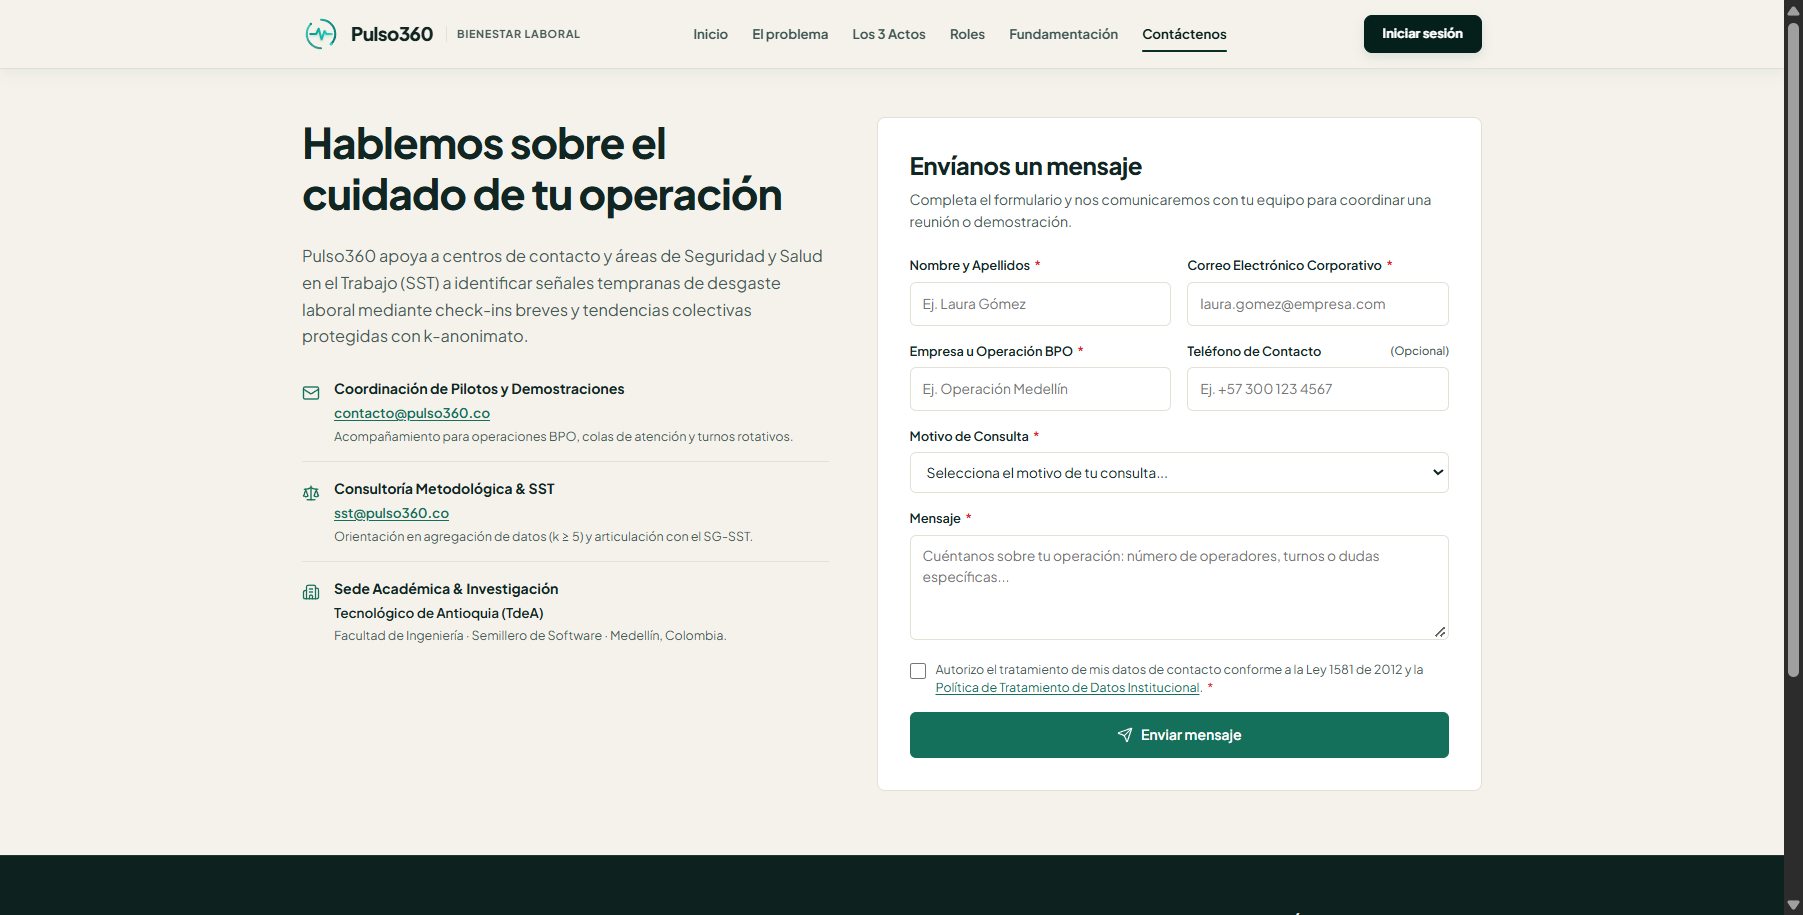 Pulso360
BIENESTAR LABORAL
Inicio
El problema
Los 3 Actos
Roles
Fundamentación
Contáctenos
Iniciar sesión
Hablemos sobre el
cuidado de tu operación
Pulso360 apoya a centros de contacto y áreas de Seguridad y Salud
en el Trabajo (SST) a identificar señales tempranas de desgaste
laboral mediante check-ins breves y tendencias colectivas
protegidas con k-anonimato.
Coordinación de Pilotos y Demostraciones
contacto@pulso360.co
Acompañamiento para operaciones BPO, colas de atención y turnos rotativos.
Consultoría Metodológica & SST
sst@pulso360.co
Orientación en agregación de datos (k ≥ 5) y articulación con el SG-SST.
Sede Académica & Investigación
Tecnológico de Antioquia (TdeA)
Facultad de Ingeniería · Semillero de Software · Medellín, Colombia.
Envíanos un mensaje
Completa el formulario y nos comunicaremos con tu equipo para coordinar una
reunión o demostración.
Nombre y Apellidos *
Ej. Laura Gómez
Correo Electrónico Corporativo *
laura.gomez@empresa.com
Empresa u Operación BPO *
Ej. Operación Medellín
Teléfono de Contacto (Opcional)
Ej. +57 300 123 4567
Motivo de Consulta *
Selecciona el motivo de tu consulta...
Mensaje *
Cuéntanos sobre tu operación: número de operadores, turnos o dudas
específicas...
Autorizo el tratamiento de mis datos de contacto conforme a la Ley 1581 de 2012 y la
Política de Tratamiento de Datos Institucional. *
Enviar mensaje